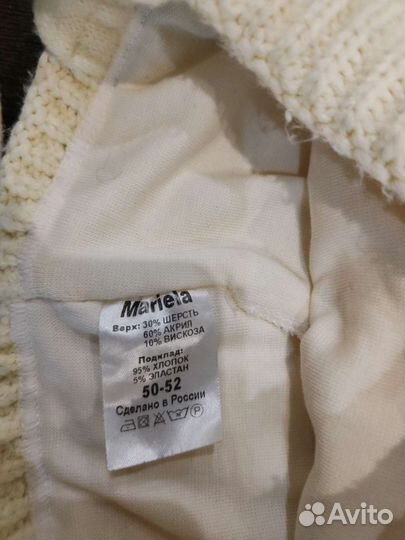 Mariela
Верх: 30% ШЕРСТЬ
60% АКРИЛ
10% ВИСКОЗА
Подклад:
95% ХЛОПОК
5% ЭЛАСТАН
50-52
Сделано в России
P
Avito